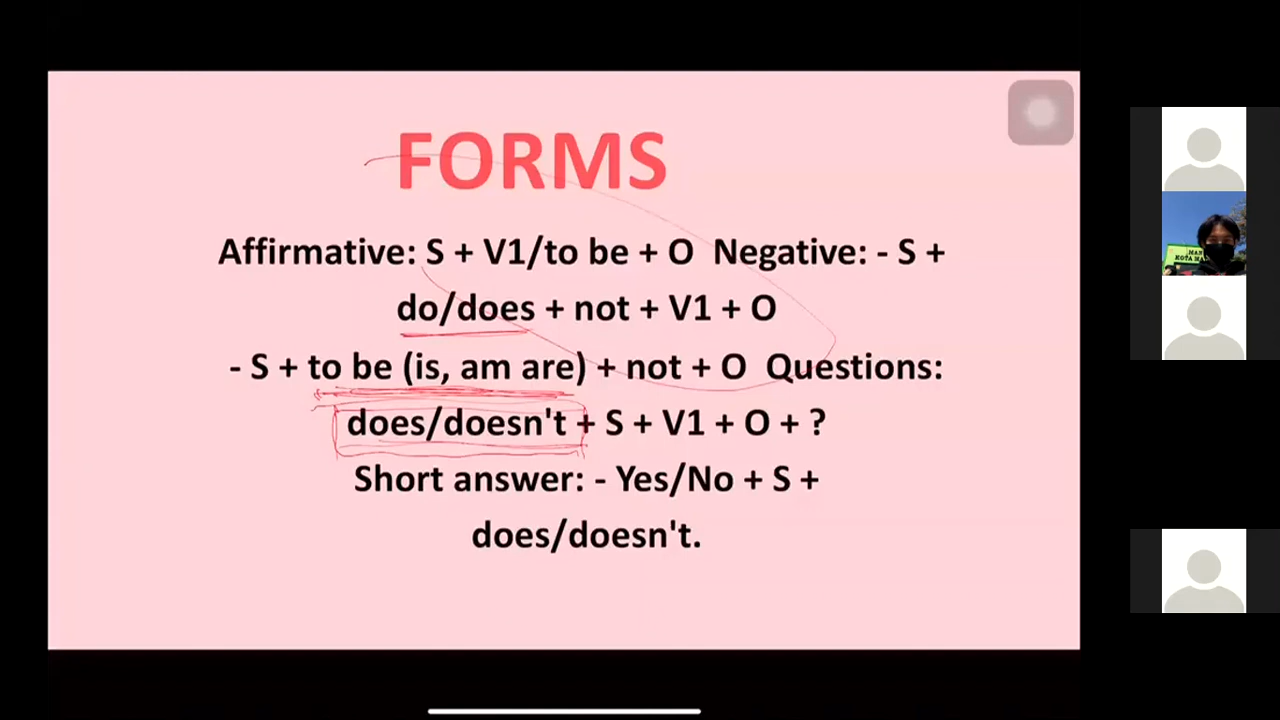 FORMS
Affirmative: S + V1/to be + O Negative: - S +
do/does + not + V1 + O
- S + to be (is, am are) + not + O Questions:
does/doesn't + S + V1 + O + ?
Short answer: - Yes/No + S +
does/doesn't.